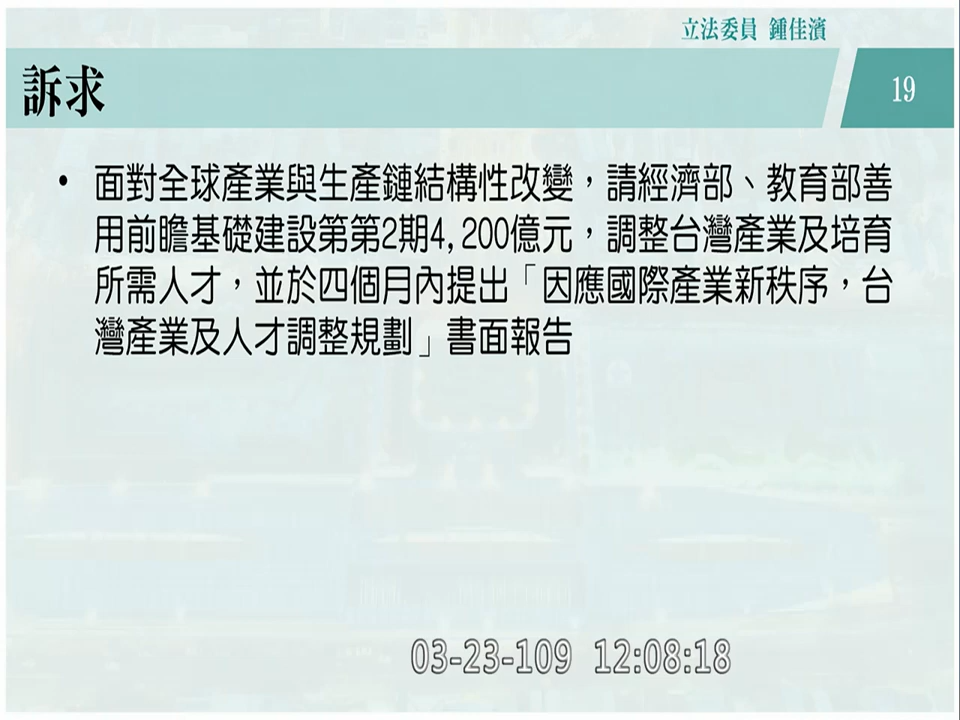 立法委員 鍾佳濱
訴求
19
• 面對全球產業與生產鏈結構性改變，請經濟部、教育部善
用前瞻基礎建設第第2期4,200億元，調整台灣產業及培育
所需人才，並於四個月內提出「因應國際產業新秩序，台
灣產業及人才調整規劃」書面報告
03-23-109 12:08:18